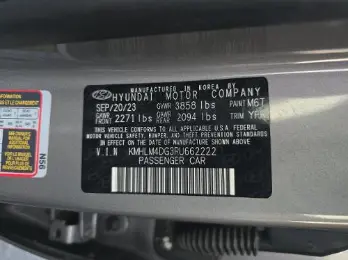 MANUFACTURED IN KOREA BY
HYUNDAI MOTOR COMPANY
SEP/20/23 GVWR 3858 lbs PAINT M6T
GAWR FRONT 2271 lbs GAWR REAR 2094 lbs TRIM
THIS VEHICLE CONFORMS TO ALL APPLICABLE
FEDERAL MOTOR VEHICLE SAFETY, BUMPER,
AND THEFT PREVENTION STANDARDS
IN EFFECT ON THE DATE OF MANUFACTURE
SHOWN ABOVE.
V.I.N KMHLM4DG3RU662222
PASSENGER CAR
N56